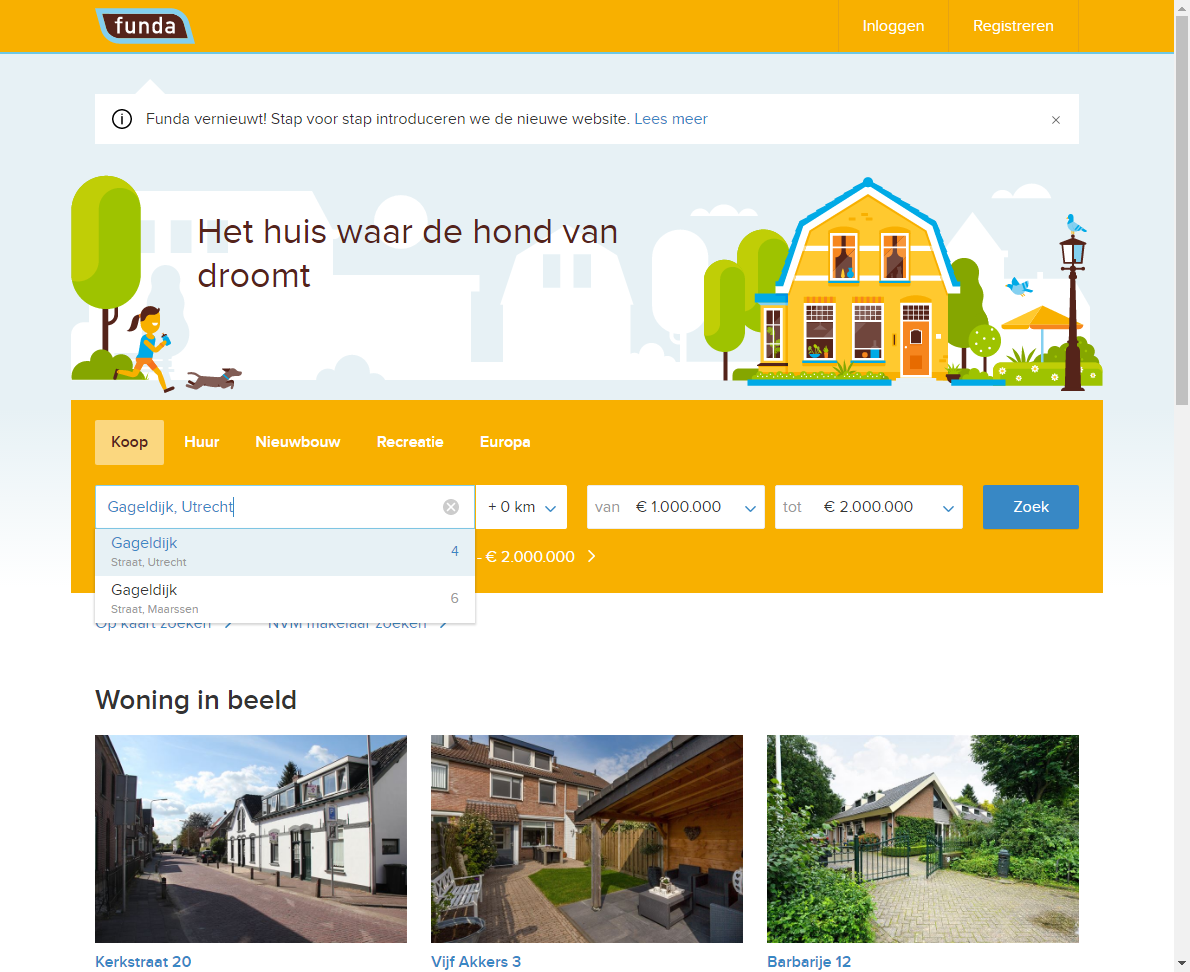 funda
Inloggen
Registreren
Funda vernieuwt! Stap voor stap introduceren we de nieuwe website. Lees meer
Het huis waar de hond van
droomt
Koop
Huur
Nieuwbouw
Recreatie
Europa
Gageldijk, Utrecht
+ 0 km
van € 1.000.000
tot € 2.000.000
Zoek
Gageldijk
Straat, Utrecht
4
- € 2.000.000
Gageldijk
Straat, Maarssen
6
Op kaart zoeken
NVM makelaar zoeken
Woning in beeld
Kerkstraat 20
Vijf Akkers 3
Barbarije 12